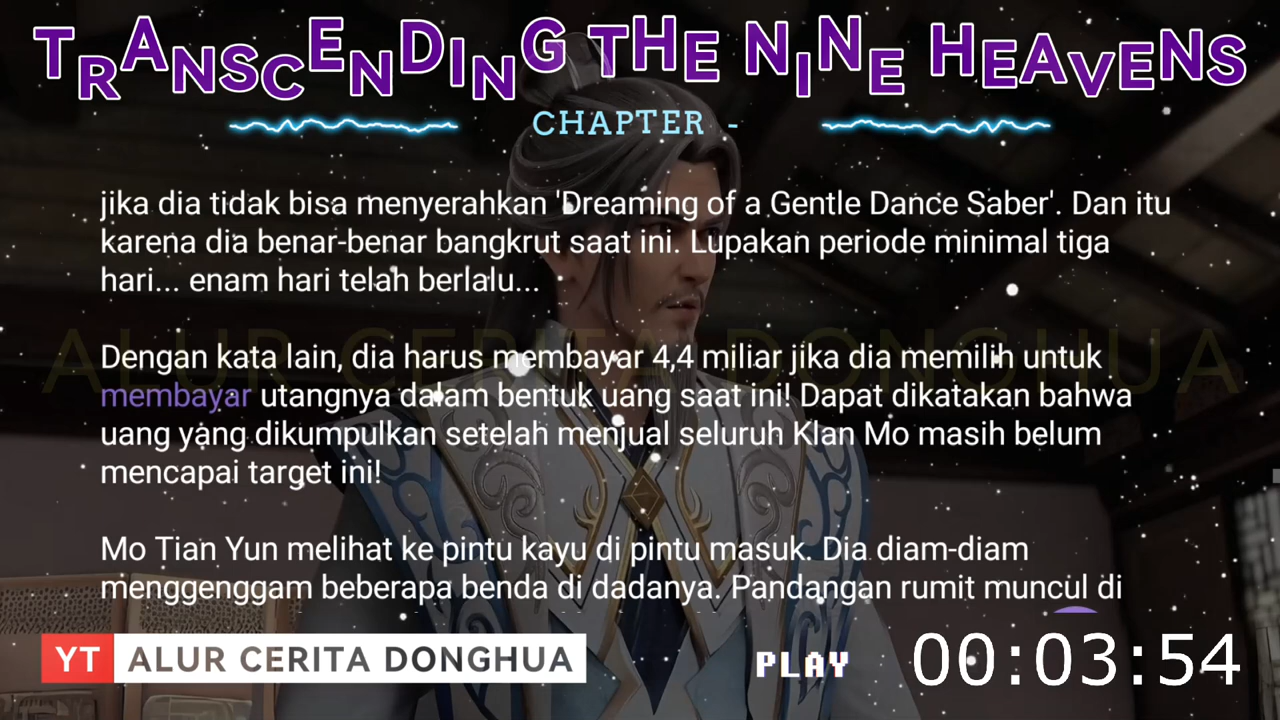 TRANSCENDING THE NINE HEAVENS
CHAPTER -
jika dia tidak bisa menyerahkan 'Dreaming of a Gentle Dance Saber'. Dan itu
karena dia benar-benar bangkrut saat ini. Lupakan periode minimal tiga
hari... enam hari telah berlalu...
ALUR CERITA DONGHUA
Dengan kata lain, dia harus membayar 4,4 miliar jika dia memilih untuk
membayar utangnya dalam bentuk uang saat ini! Dapat dikatakan bahwa
uang yang dikumpulkan setelah menjual seluruh Klan Mo masih belum
mencapai target ini!
Mo Tian Yun melihat ke pintu kayu di pintu masuk. Dia diam-diam
menggenggam beberapa benda di dadanya. Pandangan rumit muncul di
YT ALUR CERITA DONGHUA
PLAY 00:03:54